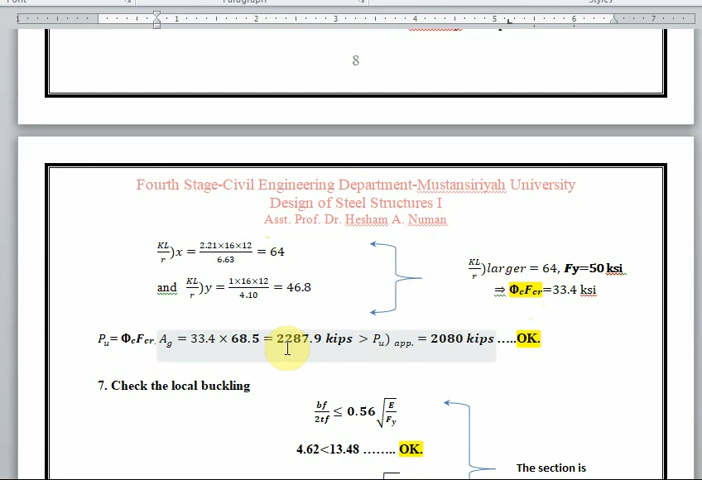 8
Fourth Stage-Civil Engineering Department-Mustansiriyah University
Design of Steel Structures I
Asst. Prof. Dr. Hesham A. Numan
KL/r)x = 2.21×16×12/6.63 = 64
and KL/r)y = 1×16×12/4.10 = 46.8
KL/r)larger = 64, Fy=50 ksi
⇒ ΦcFcr=33.4 ksi
Pu= ΦcFcr. Ag = 33.4 × 68.5 = 2287.9 kips > Pu) app. = 2080 kips …..OK.
7. Check the local buckling
bf/2tf ≤ 0.56 √E/Fy
4.62<13.48 …….. OK.
The section is